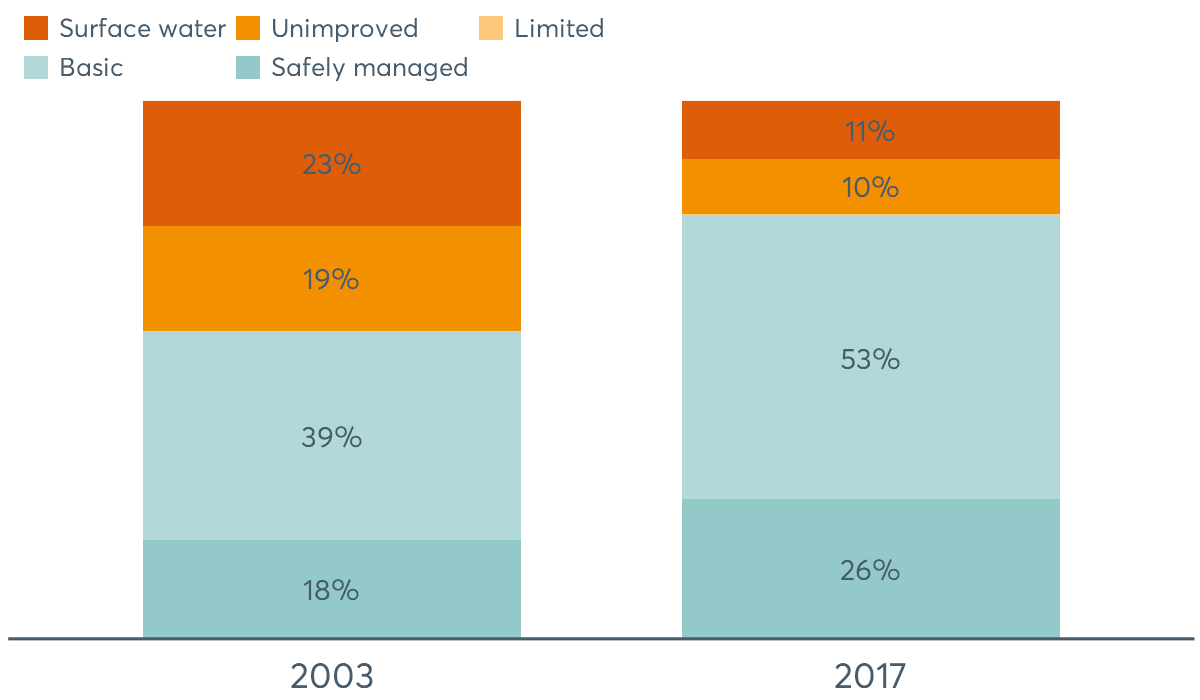 Surface water Unimproved Limited
Basic Safely managed
23% 11%
19% 10%
39% 53%
18% 26%
2003 2017